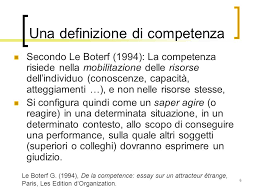 Una definizione di competenza
Secondo Le Boterf (1994): La competenza
risiede nella mobilitazione delle risorse
dell'individuo (conoscenze, capacità,
atteggiamenti …), e non nelle risorse stesse,
Si configura quindi come un saper agire (o
reagire) in una determinata situazione, in un
determinato contesto, allo scopo di conseguire
una performance, sulla quale altri soggetti
(superiori o colleghi) dovranno esprimere un
giudizio.
Le Boterf G. (1994), De la competence: essay sur un attracteur étrange,
Paris, Les Edition d'Organization.